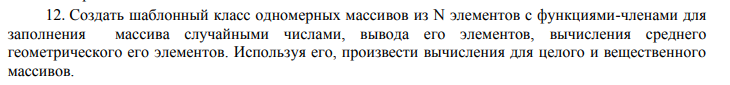 12. Создать шаблонный класс одномерных массивов из N элементов с функциями-членами для
заполнения массива случайными числами, вывода его элементов, вычисления среднего
геометрического его элементов. Используя его, произвести вычисления для целого и вещественного
массивов.